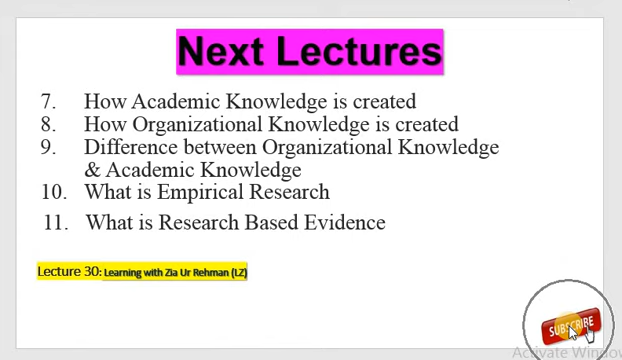 Next Lectures
7. How Academic Knowledge is created
8. How Organizational Knowledge is created
9. Difference between Organizational Knowledge
& Academic Knowledge
10. What is Empirical Research
11. What is Research Based Evidence
Lecture 30: Learning with Zia Ur Rehman (LZ)
SUBSCRIBE
Activate Window